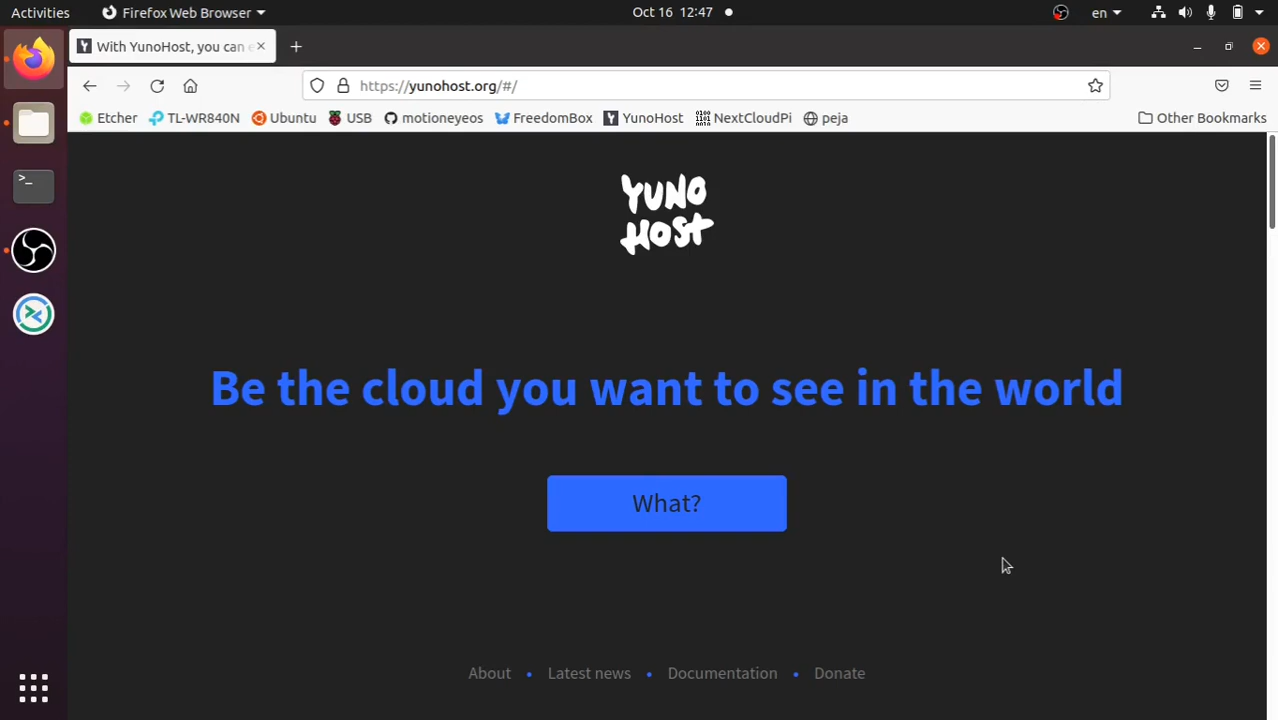 Activities Firefox Web Browser Oct 16 12:47 en
With YunoHost, you can e
https://yunohost.org/#/
Etcher TL-WR840N Ubuntu USB motioneyeos FreedomBox YunoHost NextCloudPi peja Other Bookmarks
YUNO
HOST
Be the cloud you want to see in the world
What?
About • Latest news • Documentation • Donate